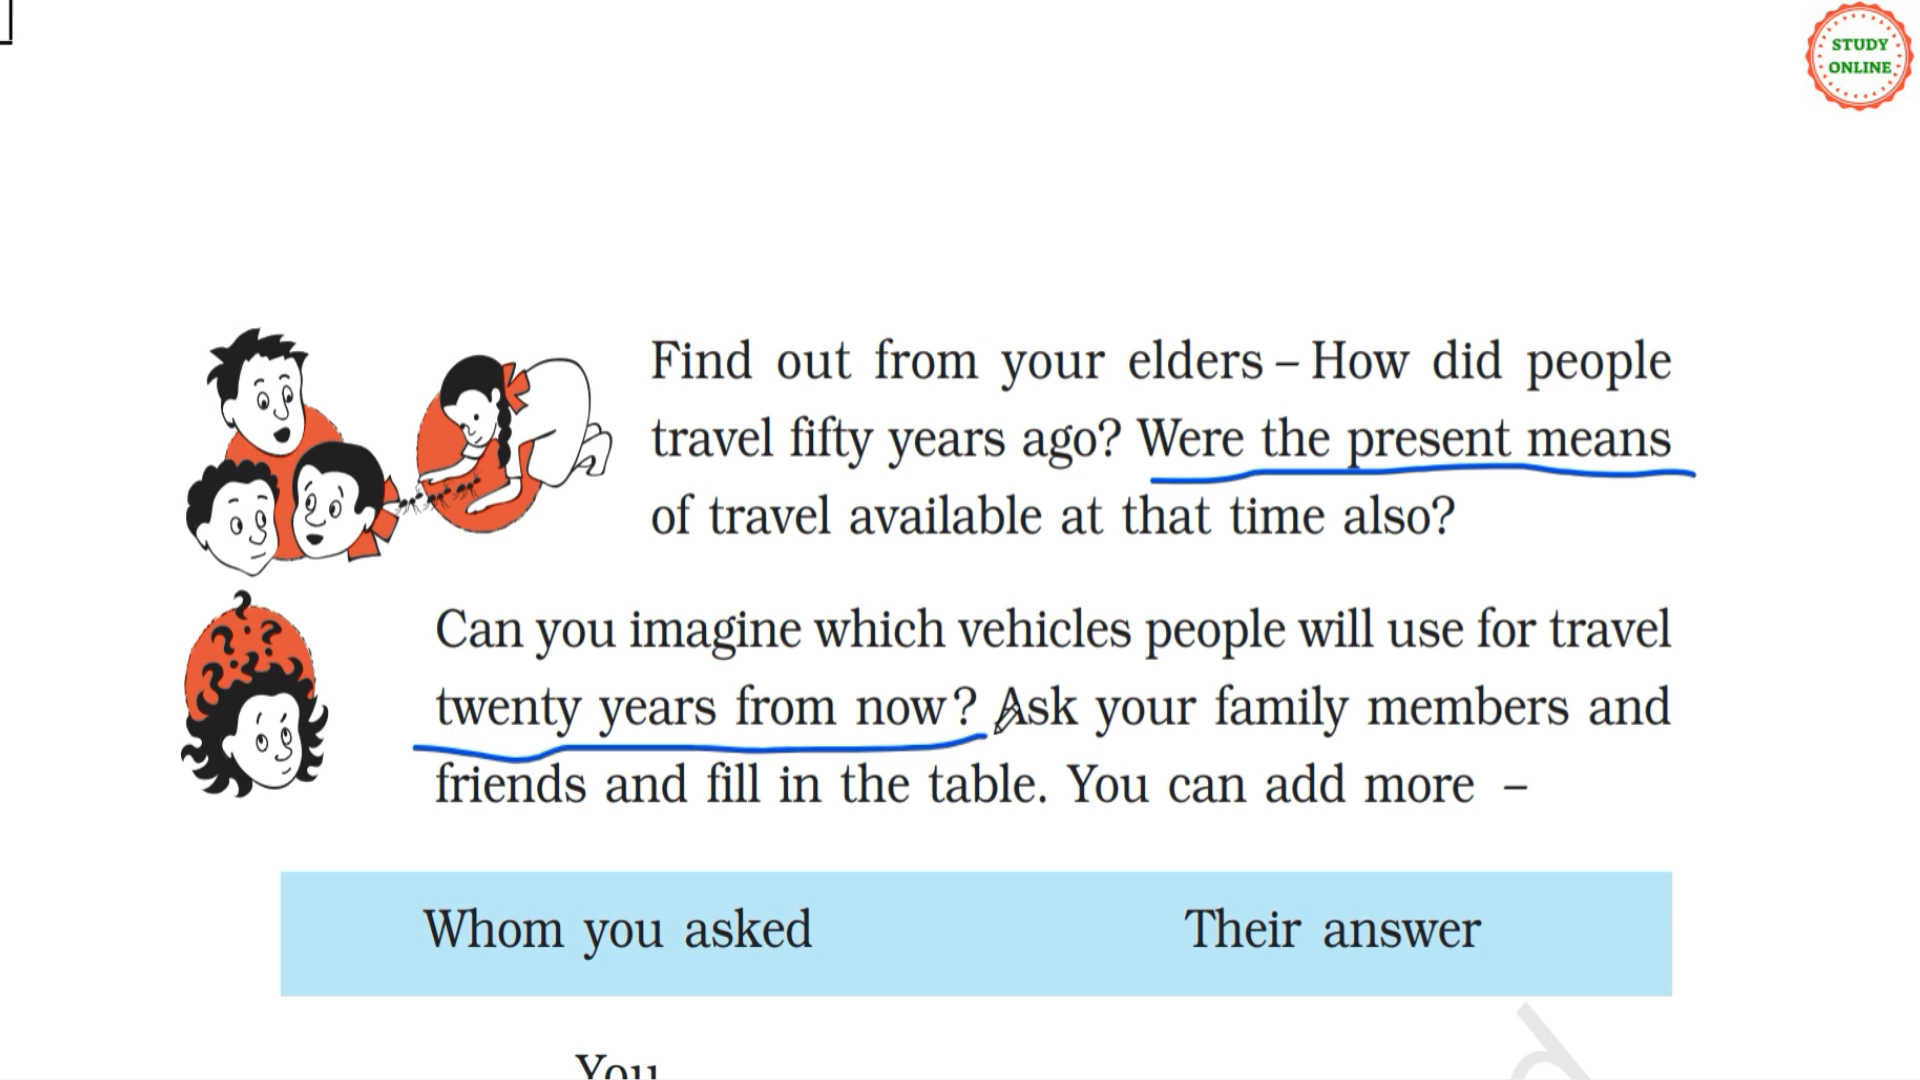 STUDY
ONLINE
Find out from your elders – How did people
travel fifty years ago? Were the present means
of travel available at that time also?
Can you imagine which vehicles people will use for travel
twenty years from now? Ask your family members and
friends and fill in the table. You can add more –
Whom you asked Their answer
You